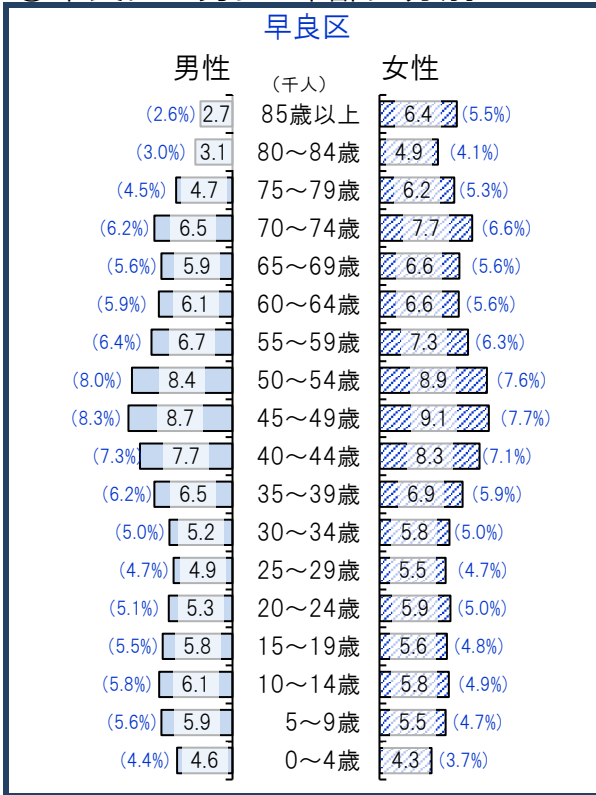 早良区
男性 (千人) 女性
(2.6%) 2.7 85歳以上 6.4 (5.5%)
(3.0%) 3.1 80～84歳 4.9 (4.1%)
(4.5%) 4.7 75～79歳 6.2 (5.3%)
(6.2%) 6.5 70～74歳 7.7 (6.6%)
(5.6%) 5.9 65～69歳 6.6 (5.6%)
(5.9%) 6.1 60～64歳 6.6 (5.6%)
(6.4%) 6.7 55～59歳 7.3 (6.3%)
(8.0%) 8.4 50～54歳 8.9 (7.6%)
(8.3%) 8.7 45～49歳 9.1 (7.7%)
(7.3%) 7.7 40～44歳 8.3 (7.1%)
(6.2%) 6.5 35～39歳 6.9 (5.9%)
(5.0%) 5.2 30～34歳 5.8 (5.0%)
(4.7%) 4.9 25～29歳 5.5 (4.7%)
(5.1%) 5.3 20～24歳 5.9 (5.0%)
(5.5%) 5.8 15～19歳 5.6 (4.8%)
(5.8%) 6.1 10～14歳 5.8 (4.9%)
(5.6%) 5.9 5～9歳 5.5 (4.7%)
(4.4%) 4.6 0～4歳 4.3 (3.7%)